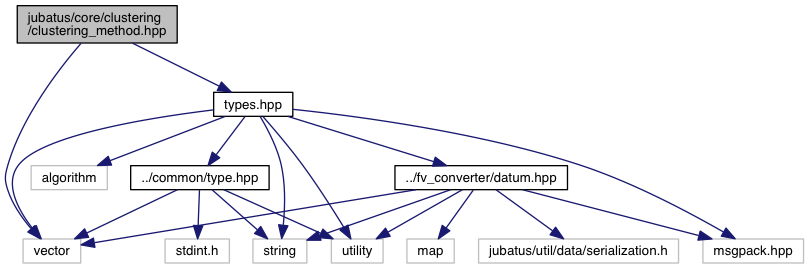 jubatus/core/clustering
/clustering_method.hpp
types.hpp
algorithm
../common/type.hpp
../fv_converter/datum.hpp
vector
stdint.h
string
utility
map
jubatus/util/data/serialization.h
msgpack.hpp